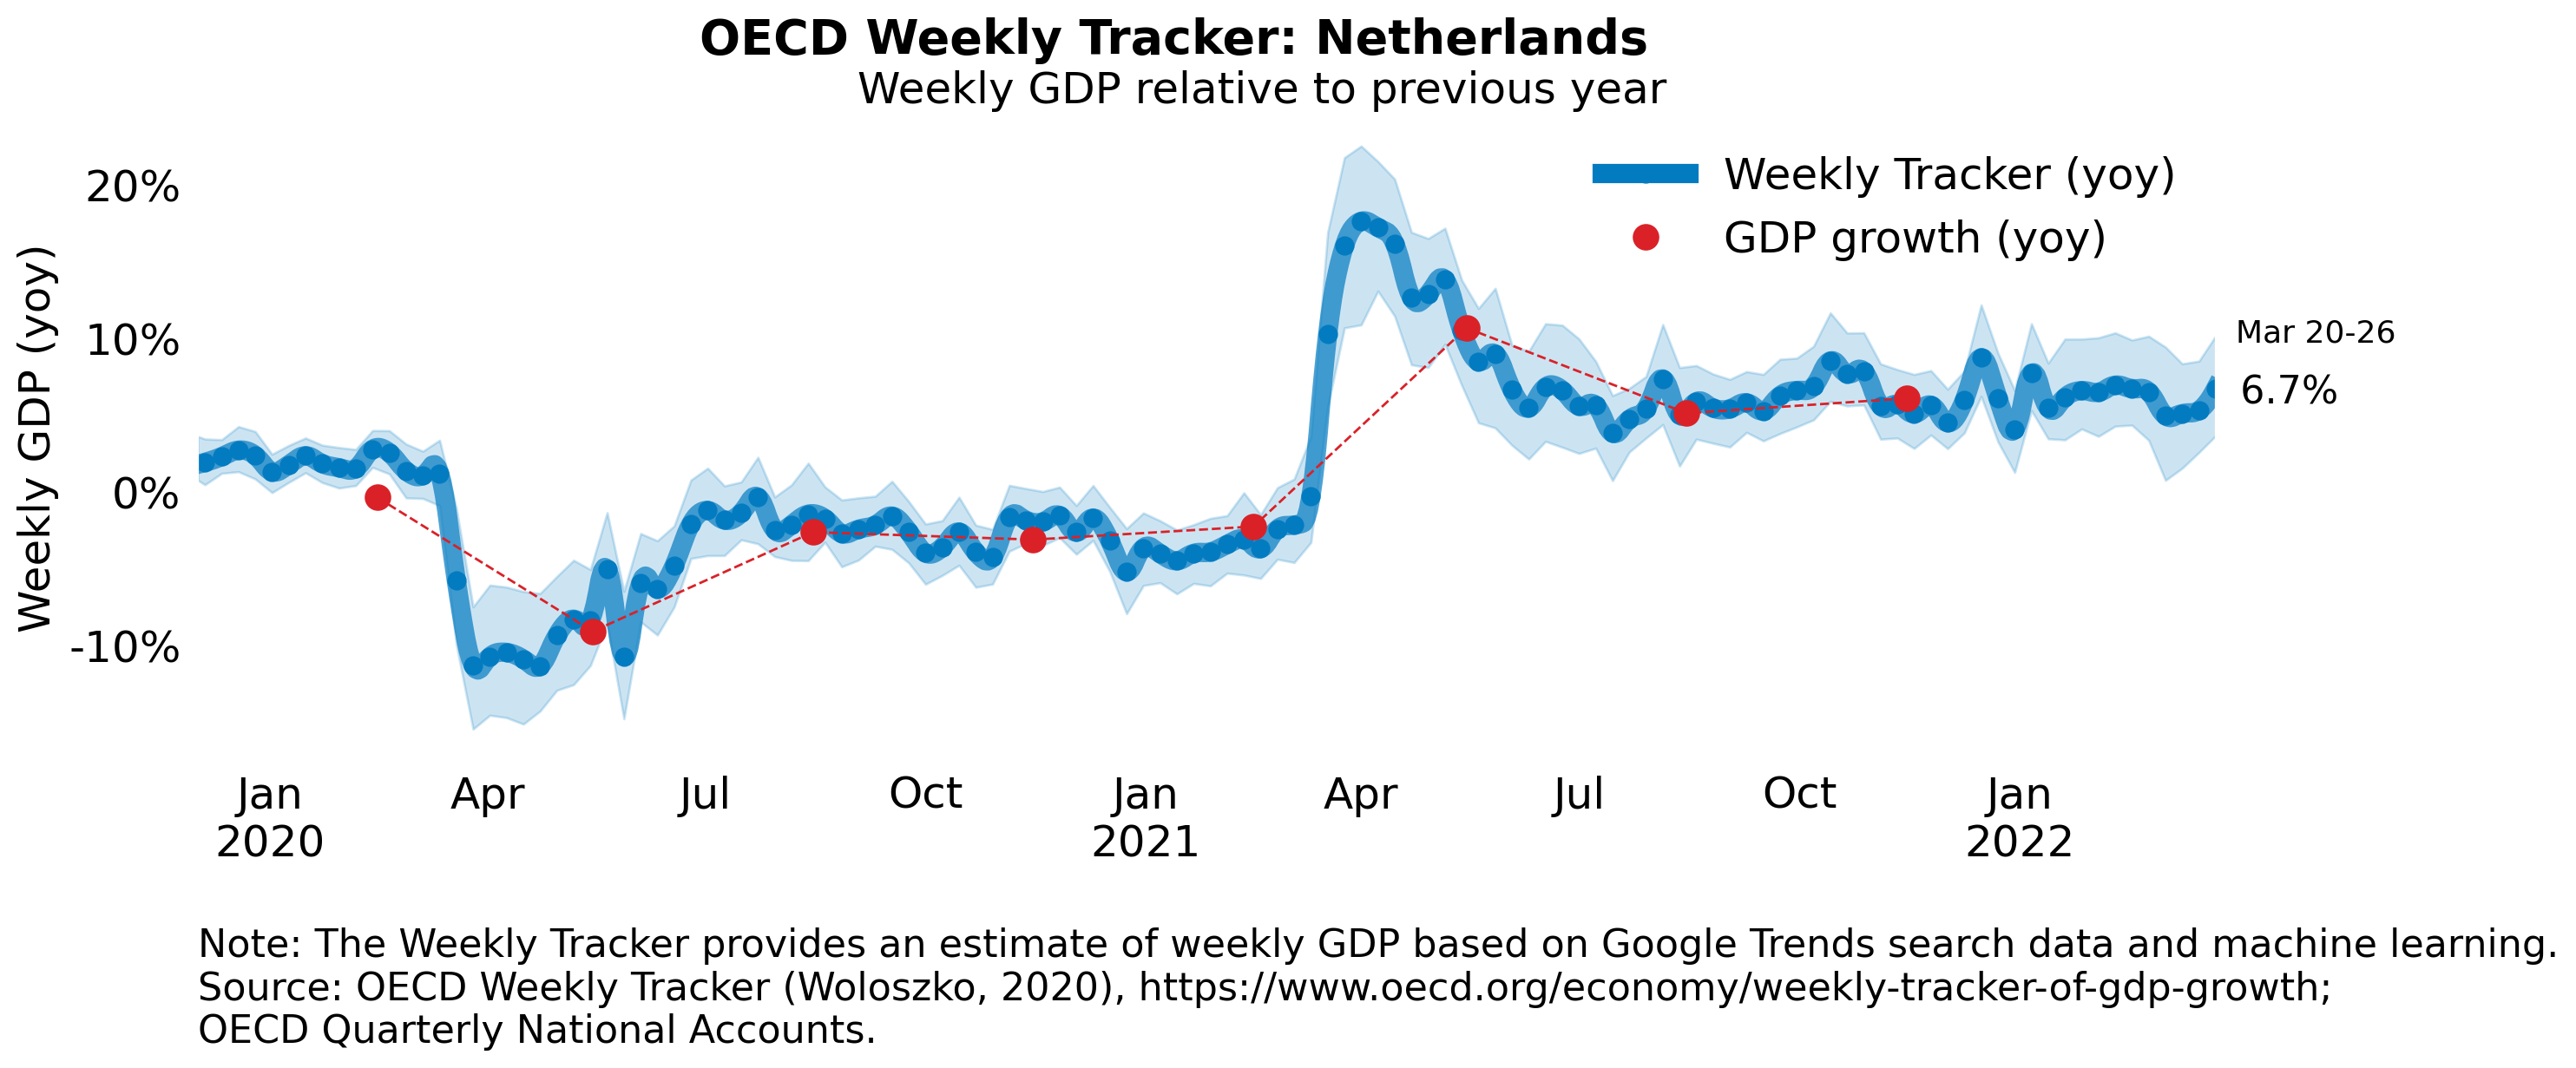 OECD Weekly Tracker: Netherlands
Weekly GDP relative to previous year
Weekly Tracker (yoy)
GDP growth (yoy)
Weekly GDP (yoy)
20%
10%
0%
-10%
Mar 20-26
6.7%
Jan
2020
Apr
Jul
Oct
Jan
2021
Apr
Jul
Oct
Jan
2022
Note: The Weekly Tracker provides an estimate of weekly GDP based on Google Trends search data and machine learning.
Source: OECD Weekly Tracker (Woloszko, 2020), https://www.oecd.org/economy/weekly-tracker-of-gdp-growth;
OECD Quarterly National Accounts.